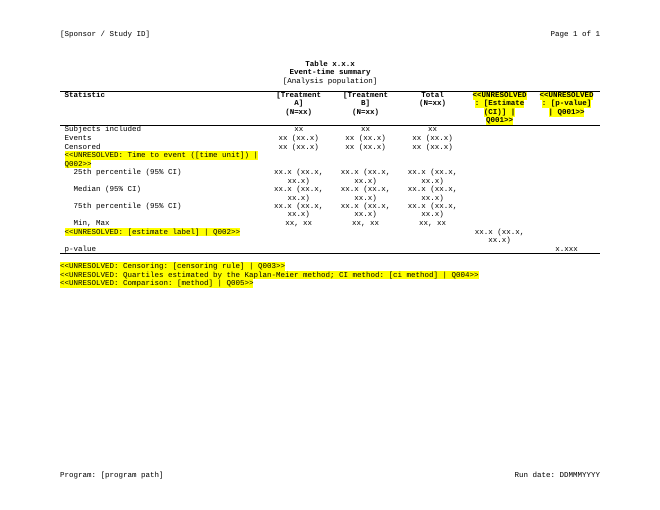 [Sponsor / Study ID] Page 1 of 1
Table x.x.x
Event-time summary
[Analysis population]
Statistic [Treatment A] (N=xx) [Treatment B] (N=xx) Total (N=xx) <<UNRESOLVED: [Estimate (CI)] | Q001>> <<UNRESOLVED: [p-value] | Q001>>
Subjects included xx xx xx
Events xx (xx.x) xx (xx.x) xx (xx.x)
Censored xx (xx.x) xx (xx.x) xx (xx.x)
<<UNRESOLVED: Time to event ([time unit]) |
Q002>>
25th percentile (95% CI) xx.x (xx.x, xx.x) xx.x (xx.x, xx.x) xx.x (xx.x, xx.x)
Median (95% CI) xx.x (xx.x, xx.x) xx.x (xx.x, xx.x) xx.x (xx.x, xx.x)
75th percentile (95% CI) xx.x (xx.x, xx.x) xx.x (xx.x, xx.x) xx.x (xx.x, xx.x)
Min, Max xx, xx xx, xx xx, xx
<<UNRESOLVED: [estimate label] | Q002>> xx.x (xx.x, xx.x)
p-value x.xxx
<<UNRESOLVED: Censoring: [censoring rule] | Q003>>
<<UNRESOLVED: Quartiles estimated by the Kaplan-Meier method; CI method: [ci method] | Q004>>
<<UNRESOLVED: Comparison: [method] | Q005>>
Program: [program path] Run date: DDMMMYYYY